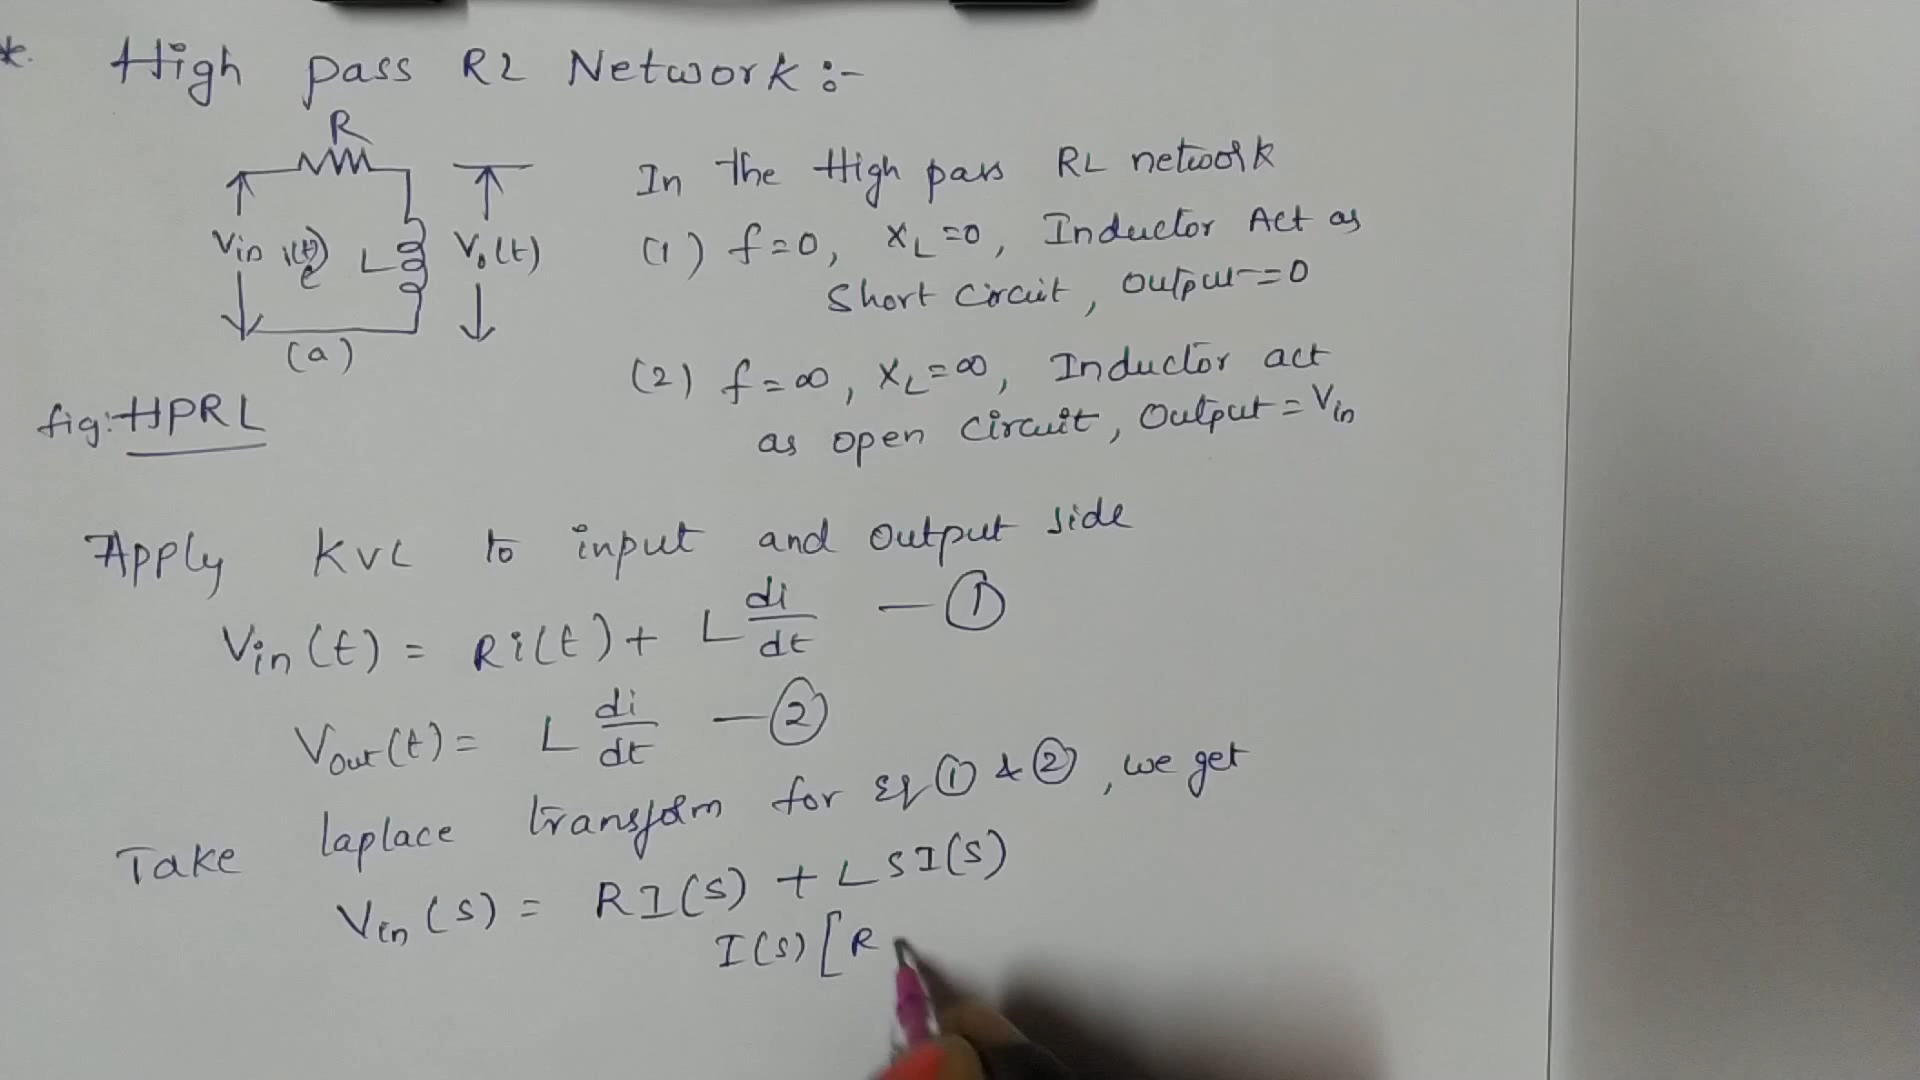 *. High pass RL Network :-
R
Vin i(t) L Vo(t)
(a)
fig: HPRL
In the High pass RL network
(1) f=0, XL=0, Inductor Act as
short circuit, output=0
(2) f=∞, XL=∞, Inductor act
as open circuit, output=Vin
Apply KVL to input and output side
Vin(t) = Ri(t) + L di/dt — ①
Vout(t) = L di/dt — ②
Take laplace transform for Eq ① & ②, we get
Vin(s) = RI(s) + LSI(s)
I(s) [R